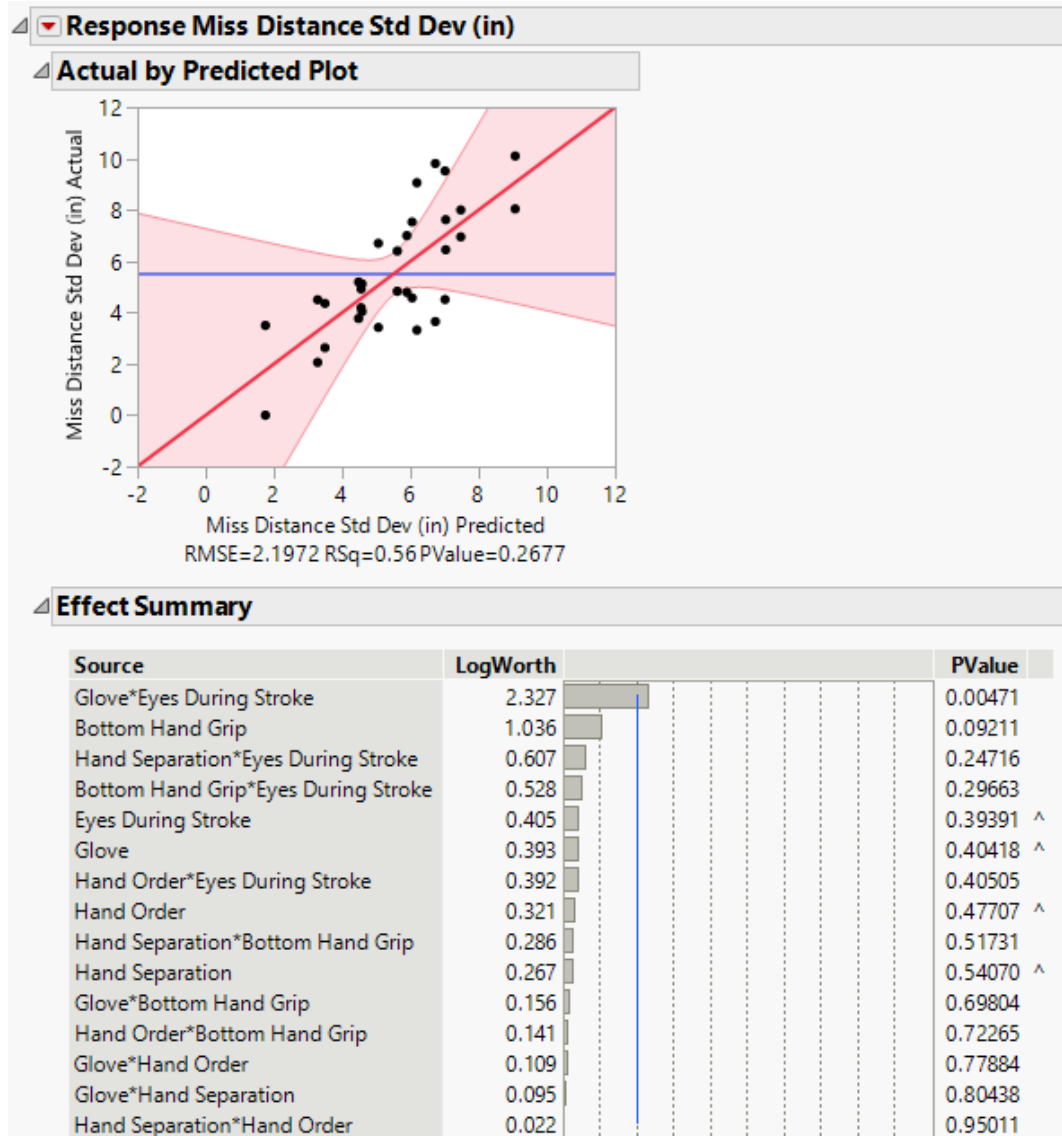 Response Miss Distance Std Dev (in)
Actual by Predicted Plot
Miss Distance Std Dev (in) Actual
12
10
8
6
4
2
0
-2
-2 0 2 4 6 8 10 12
Miss Distance Std Dev (in) Predicted
RMSE=2.1972 RSq=0.56 PValue=0.2677
Effect Summary
Source LogWorth PValue
Glove*Eyes During Stroke 2.327 0.00471
Bottom Hand Grip 1.036 0.09211
Hand Separation*Eyes During Stroke 0.607 0.24716
Bottom Hand Grip*Eyes During Stroke 0.528 0.29663
Eyes During Stroke 0.405 0.39391 ^
Glove 0.393 0.40418 ^
Hand Order*Eyes During Stroke 0.392 0.40505
Hand Order 0.321 0.47707 ^
Hand Separation*Bottom Hand Grip 0.286 0.51731
Hand Separation 0.267 0.54070 ^
Glove*Bottom Hand Grip 0.156 0.69804
Hand Order*Bottom Hand Grip 0.141 0.72265
Glove*Hand Order 0.109 0.77884
Glove*Hand Separation 0.095 0.80438
Hand Separation*Hand Order 0.022 0.95011